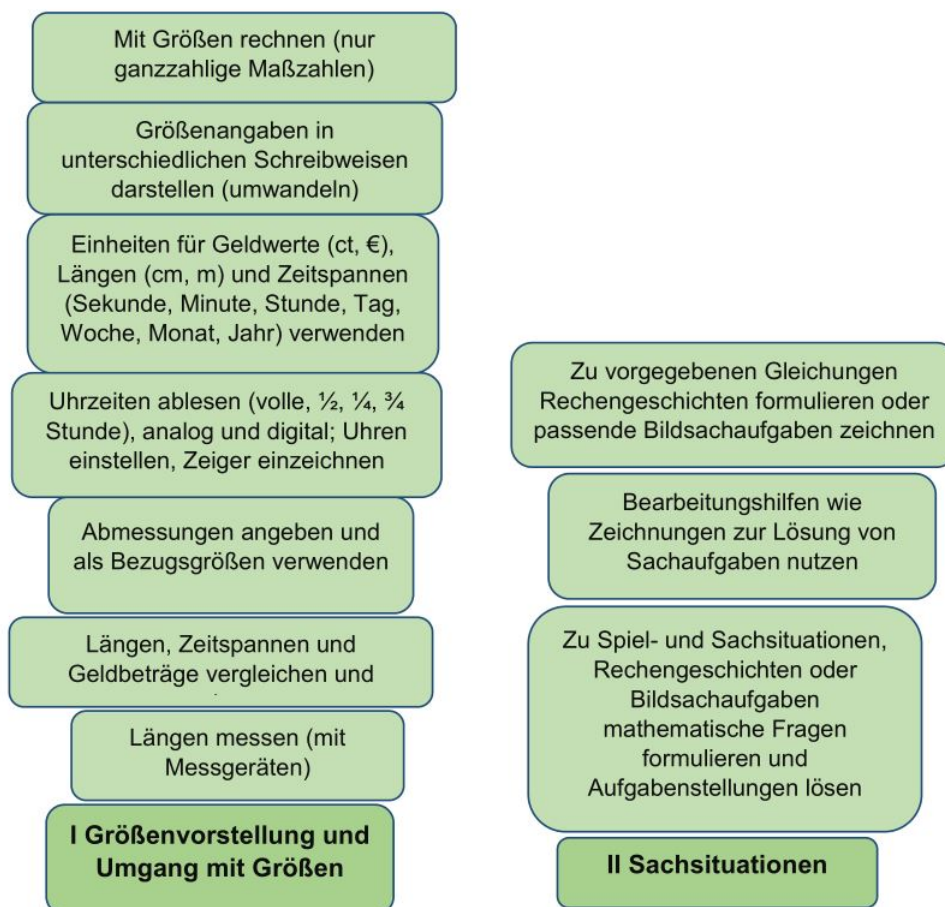 Mit Größen rechnen (nur
ganzzahlige Maßzahlen)
Größenangaben in
unterschiedlichen Schreibweisen
darstellen (umwandeln)
Einheiten für Geldwerte (ct, €),
Längen (cm, m) und Zeitspannen
(Sekunde, Minute, Stunde, Tag,
Woche, Monat, Jahr) verwenden
Uhrzeiten ablesen (volle, ½, ¼, ¾
Stunde), analog und digital; Uhren
einstellen, Zeiger einzeichnen
Abmessungen angeben und
als Bezugsgrößen verwenden
Längen, Zeitspannen und
Geldbeträge vergleichen und
Längen messen (mit
Messgeräten)
I Größenvorstellung und
Umgang mit Größen
Zu vorgegebenen Gleichungen
Rechengeschichten formulieren oder
passende Bildsachaufgaben zeichnen
Bearbeitungshilfen wie
Zeichnungen zur Lösung von
Sachaufgaben nutzen
Zu Spiel- und Sachsituationen,
Rechengeschichten oder
Bildsachaufgaben
mathematische Fragen
formulieren und
Aufgabenstellungen lösen
II Sachsituationen